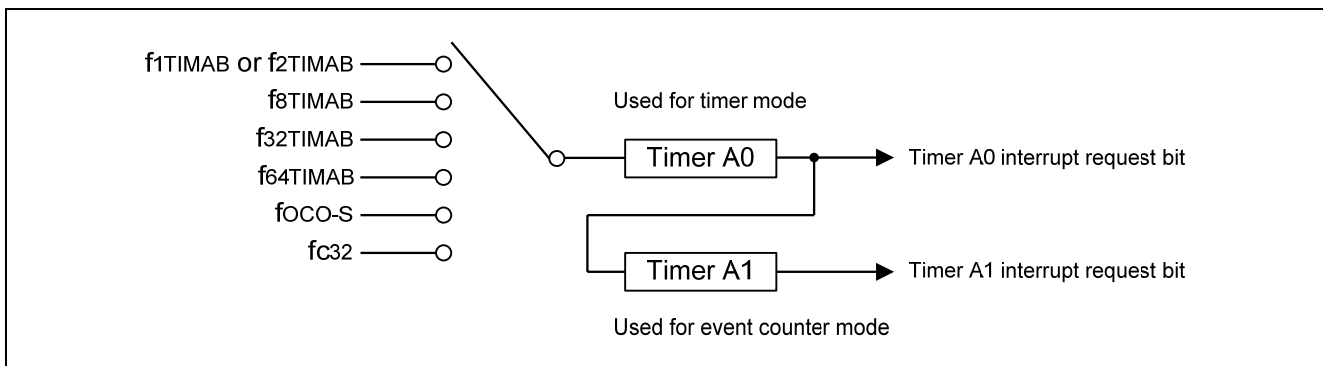 f1TIMAB or f2TIMAB
f8TIMAB
f32TIMAB
f64TIMAB
fOCO-S
fC32
Used for timer mode
Timer A0
Timer A0 interrupt request bit
Timer A1
Timer A1 interrupt request bit
Used for event counter mode